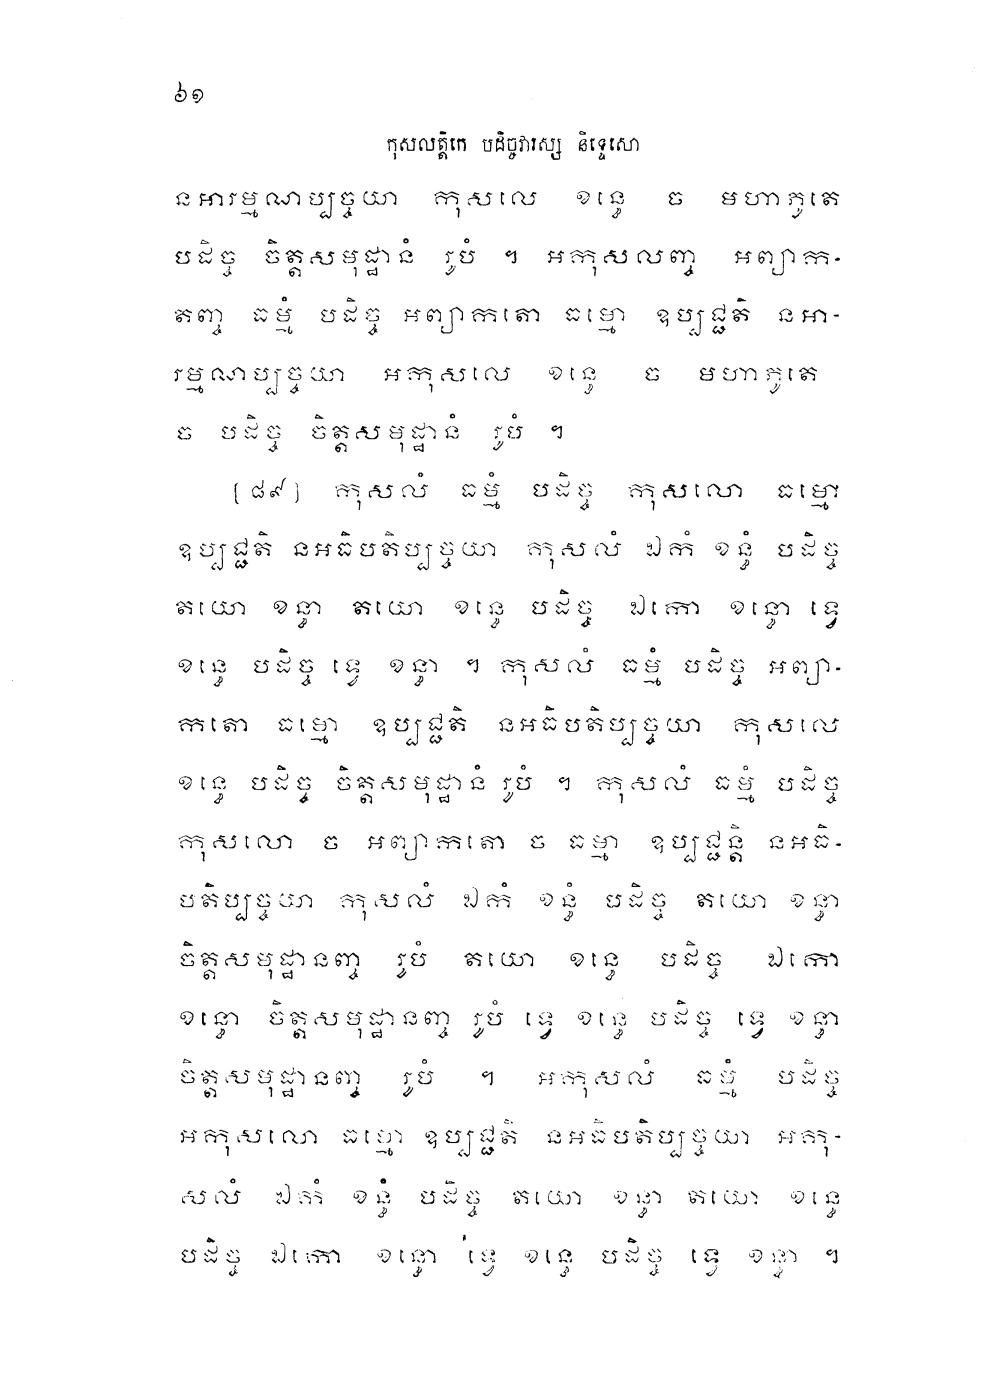 ៦១
កុសលត្តិកេ បដិច្ចវារស្ស និទ្ទេសោ
នអារម្មណប្បច្ចយា កុសលេ ខន្ធេ ច មហាភូតេ
បដិច្ច ចិត្តសមុដ្ឋានំ រូបំ ។ អកុសលញ្ច អព្យាក-
តញ្ច ធម្មំ បដិច្ច អព្យាកតោ ធម្មោ ឧប្បជ្ជតិ នអា-
រម្មណប្បច្ចយា អកុសលេ ខន្ធេ ច មហាភូតេ
ច បដិច្ច ចិត្តសមុដ្ឋានំ រូបំ ។
[៨៩] កុសលំ ធម្មំ បដិច្ច កុសលោ ធម្មោ
ឧប្បជ្ជតិ នអធិបតិប្បច្ចយា កុសលំ ឯកំ ខន្ធំ បដិច្ច
តយោ ខន្ធា តយោ ខន្ធេ បដិច្ច ឯកោ ខន្ធោ ទ្វេ
ខន្ធេ បដិច្ច ទ្វេ ខន្ធា ។ កុសលំ ធម្មំ បដិច្ច អព្យា-
កតោ ធម្មោ ឧប្បជ្ជតិ នអធិបតិប្បច្ចយា កុសលេ
ខន្ធេ បដិច្ច ចិត្តសមុដ្ឋានំ រូបំ ។ កុសលំ ធម្មំ បដិច្ច
កុសលោ ច អព្យាកតោ ច ធម្មា ឧប្បជ្ជន្តិ នអធិ-
បតិប្បច្ចយា កុសលំ ឯកំ ខន្ធំ បដិច្ច តយោ ខន្ធា
ចិត្តសមុដ្ឋានញ្ច រូបំ តយោ ខន្ធេ បដិច្ច ឯកោ
ខន្ធោ ចិត្តសមុដ្ឋានញ្ច រូបំ ទ្វេ ខន្ធេ បដិច្ច ទ្វេ ខន្ធា
ចិត្តសមុដ្ឋានញ្ច រូបំ ។ អកុសលំ ធម្មំ បដិច្ច
អកុសលោ ធម្មោ ឧប្បជ្ជតិ នអធិបតិប្បច្ចយា អកុ-
សលំ ឯកំ ខន្ធំ បដិច្ច តយោ ខន្ធា តយោ ខន្ធេ
បដិច្ច ឯកោ ខន្ធោ ទ្វេ ខន្ធេ បដិច្ច ទ្វេ ខន្ធា ។